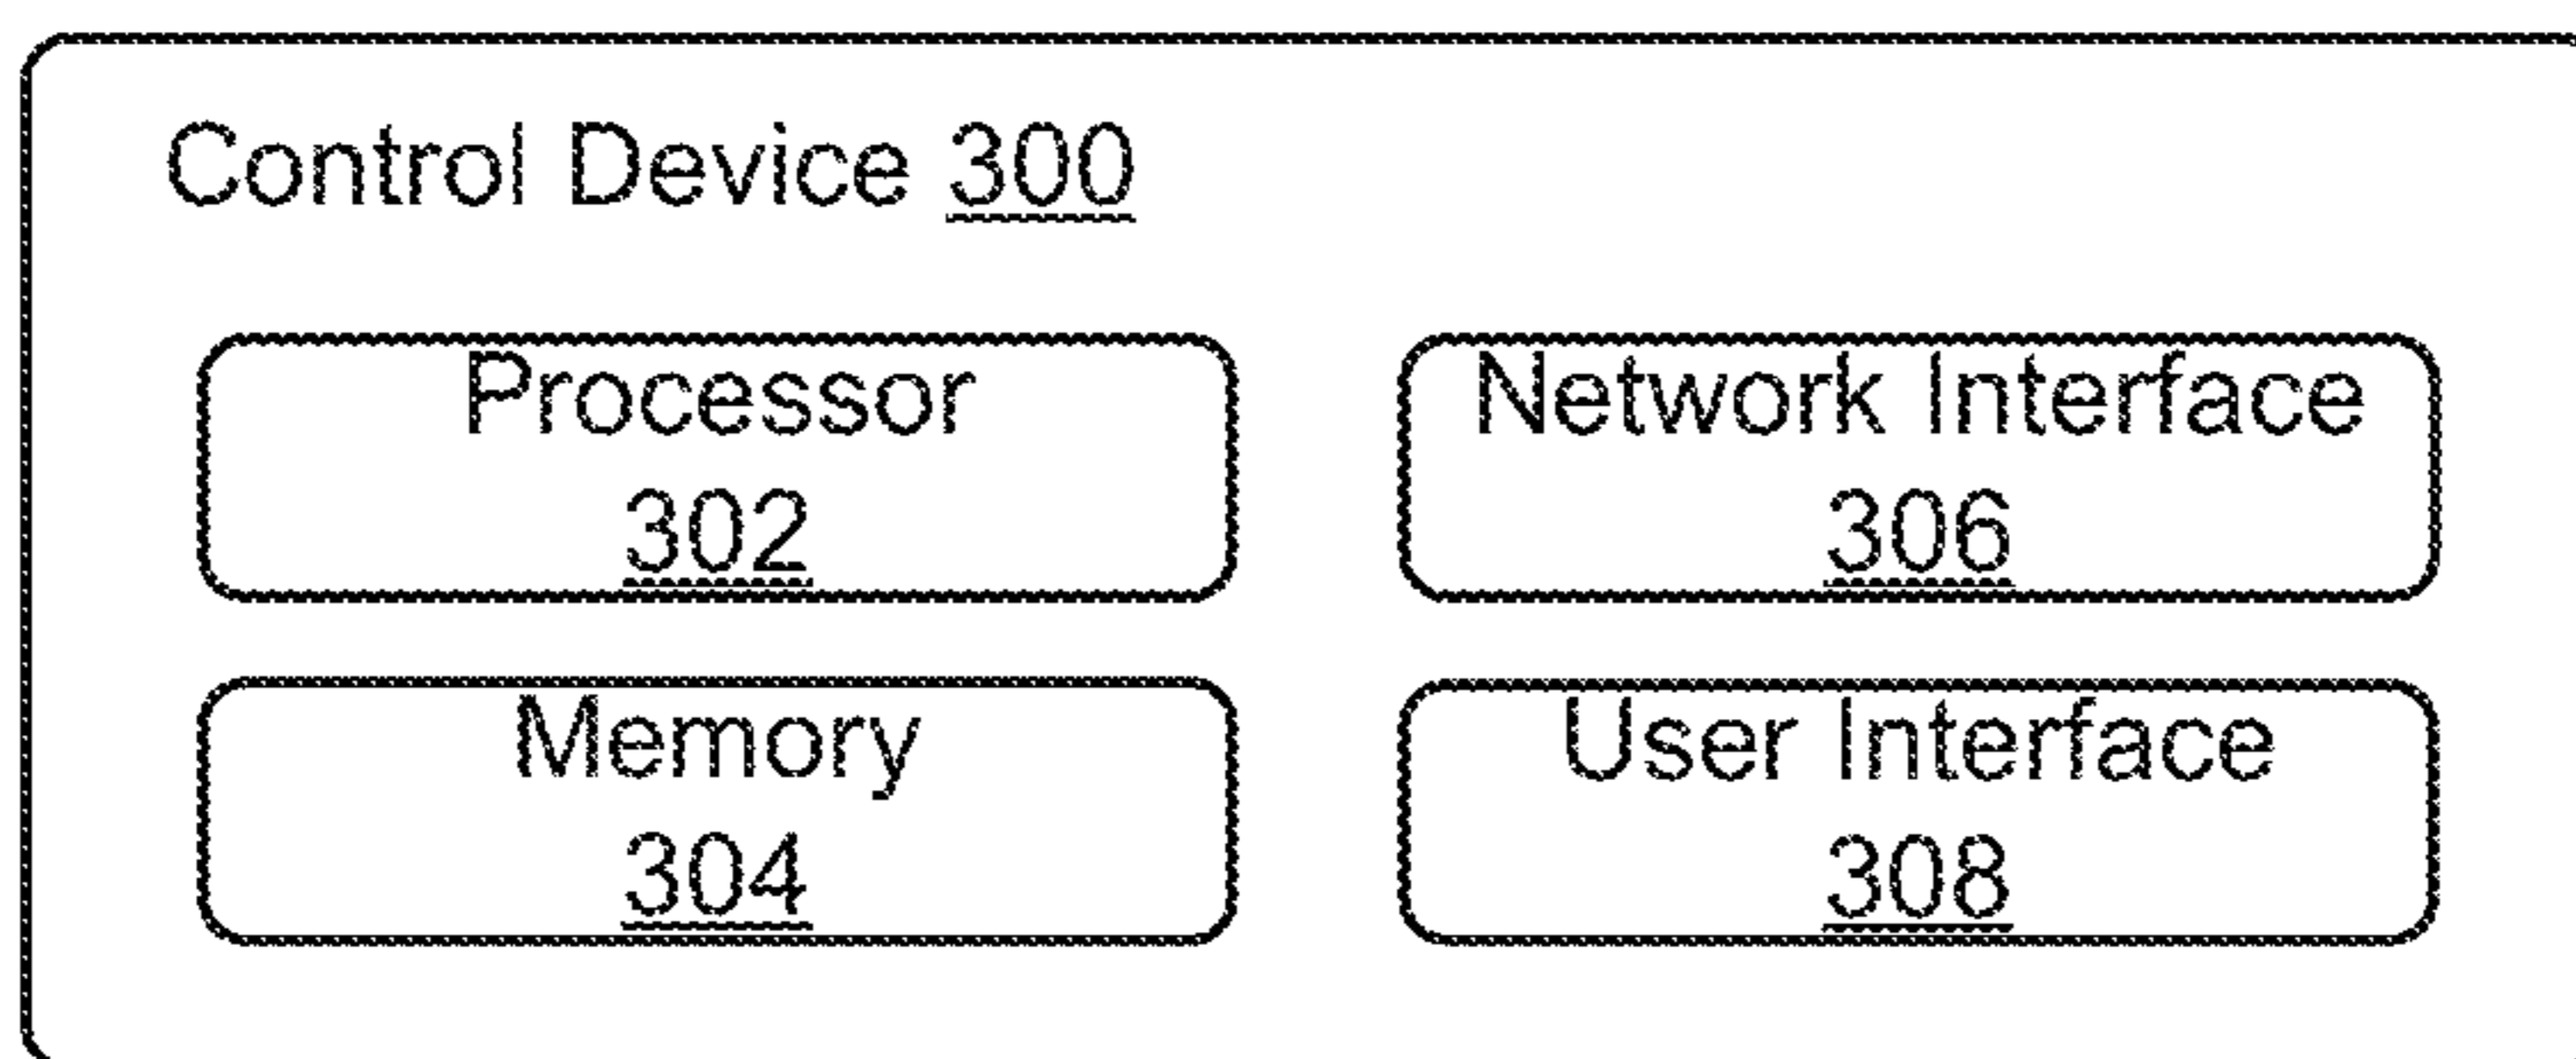 Control Device 300
Processor
302
Network Interface
306
Memory
304
User Interface
308